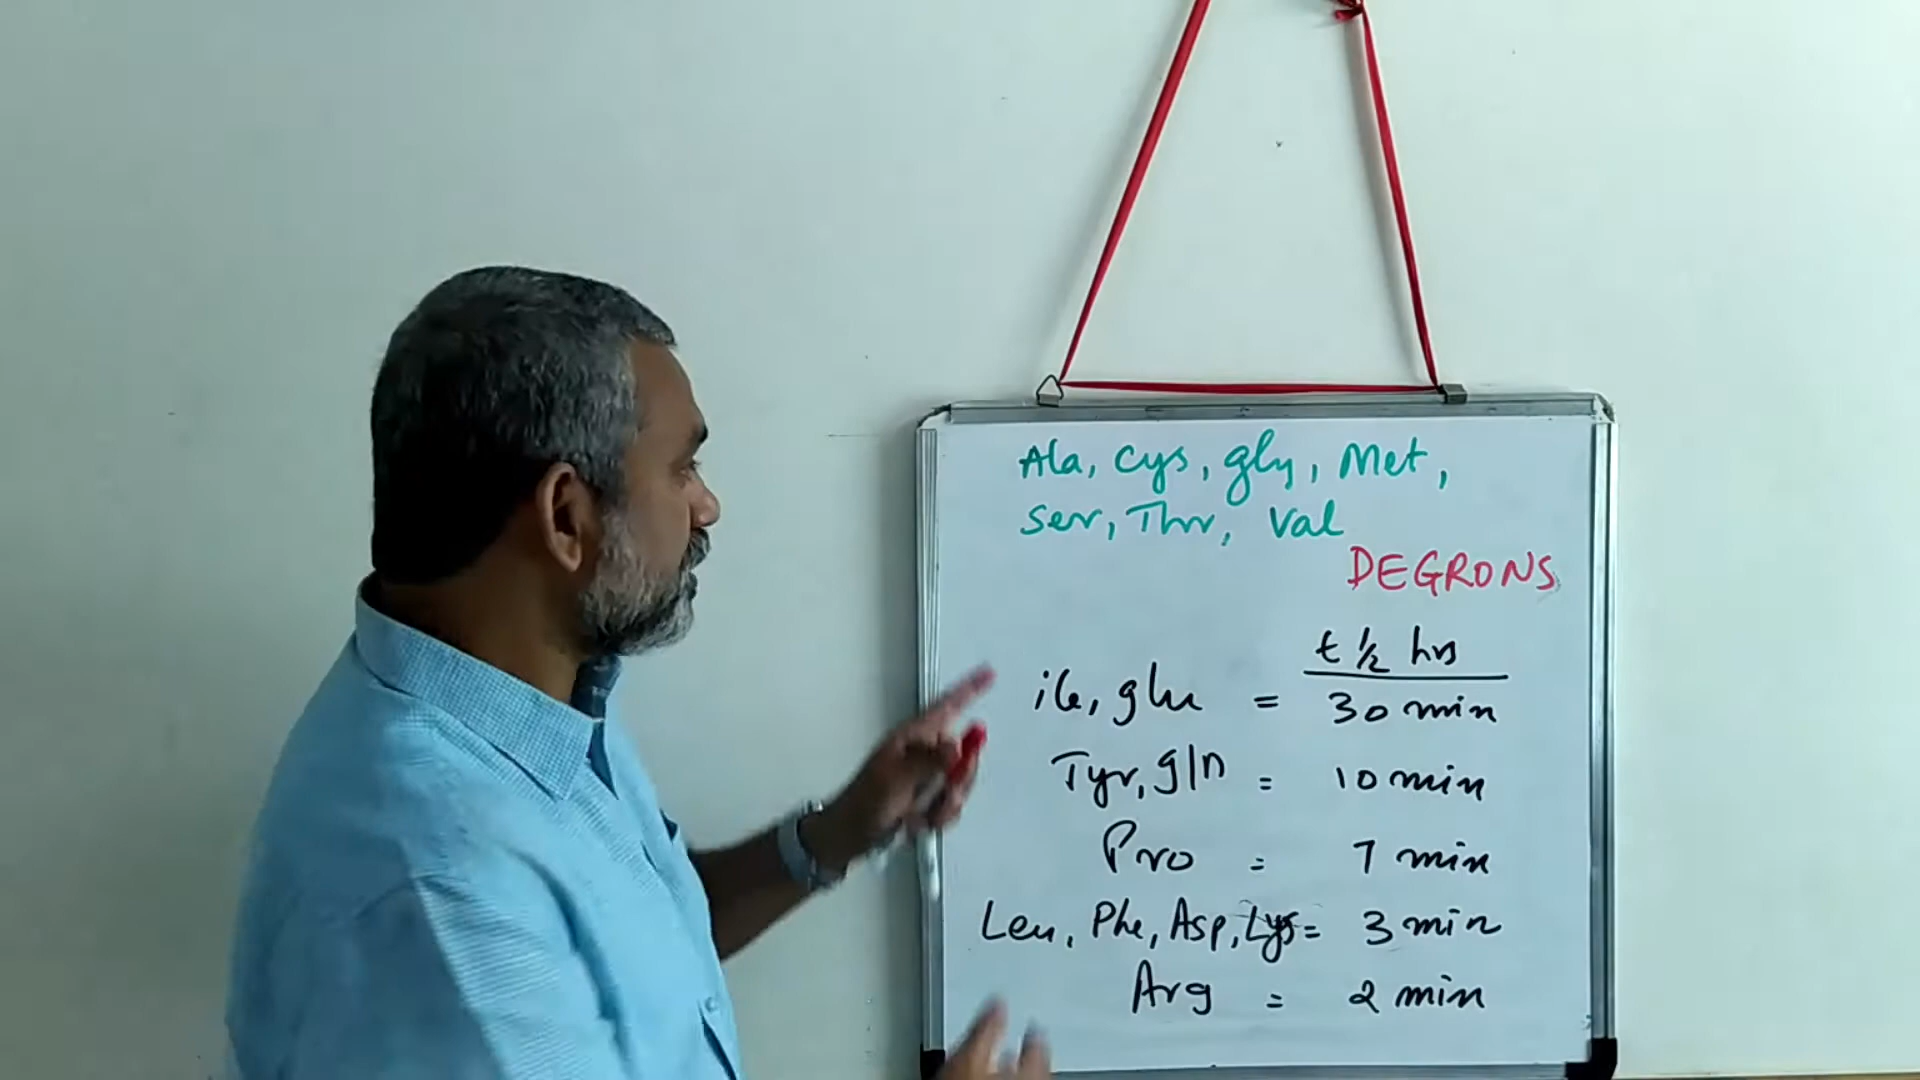 Ala, Cys, gly, Met,
Ser, Thr, Val
DEGRONS
t 1/2 hrs
ile, glu = 30 min
Tyr, gln = 10 min
Pro = 7 min
Leu, Phe, Asp, Lys = 3 min
Arg = 2 min